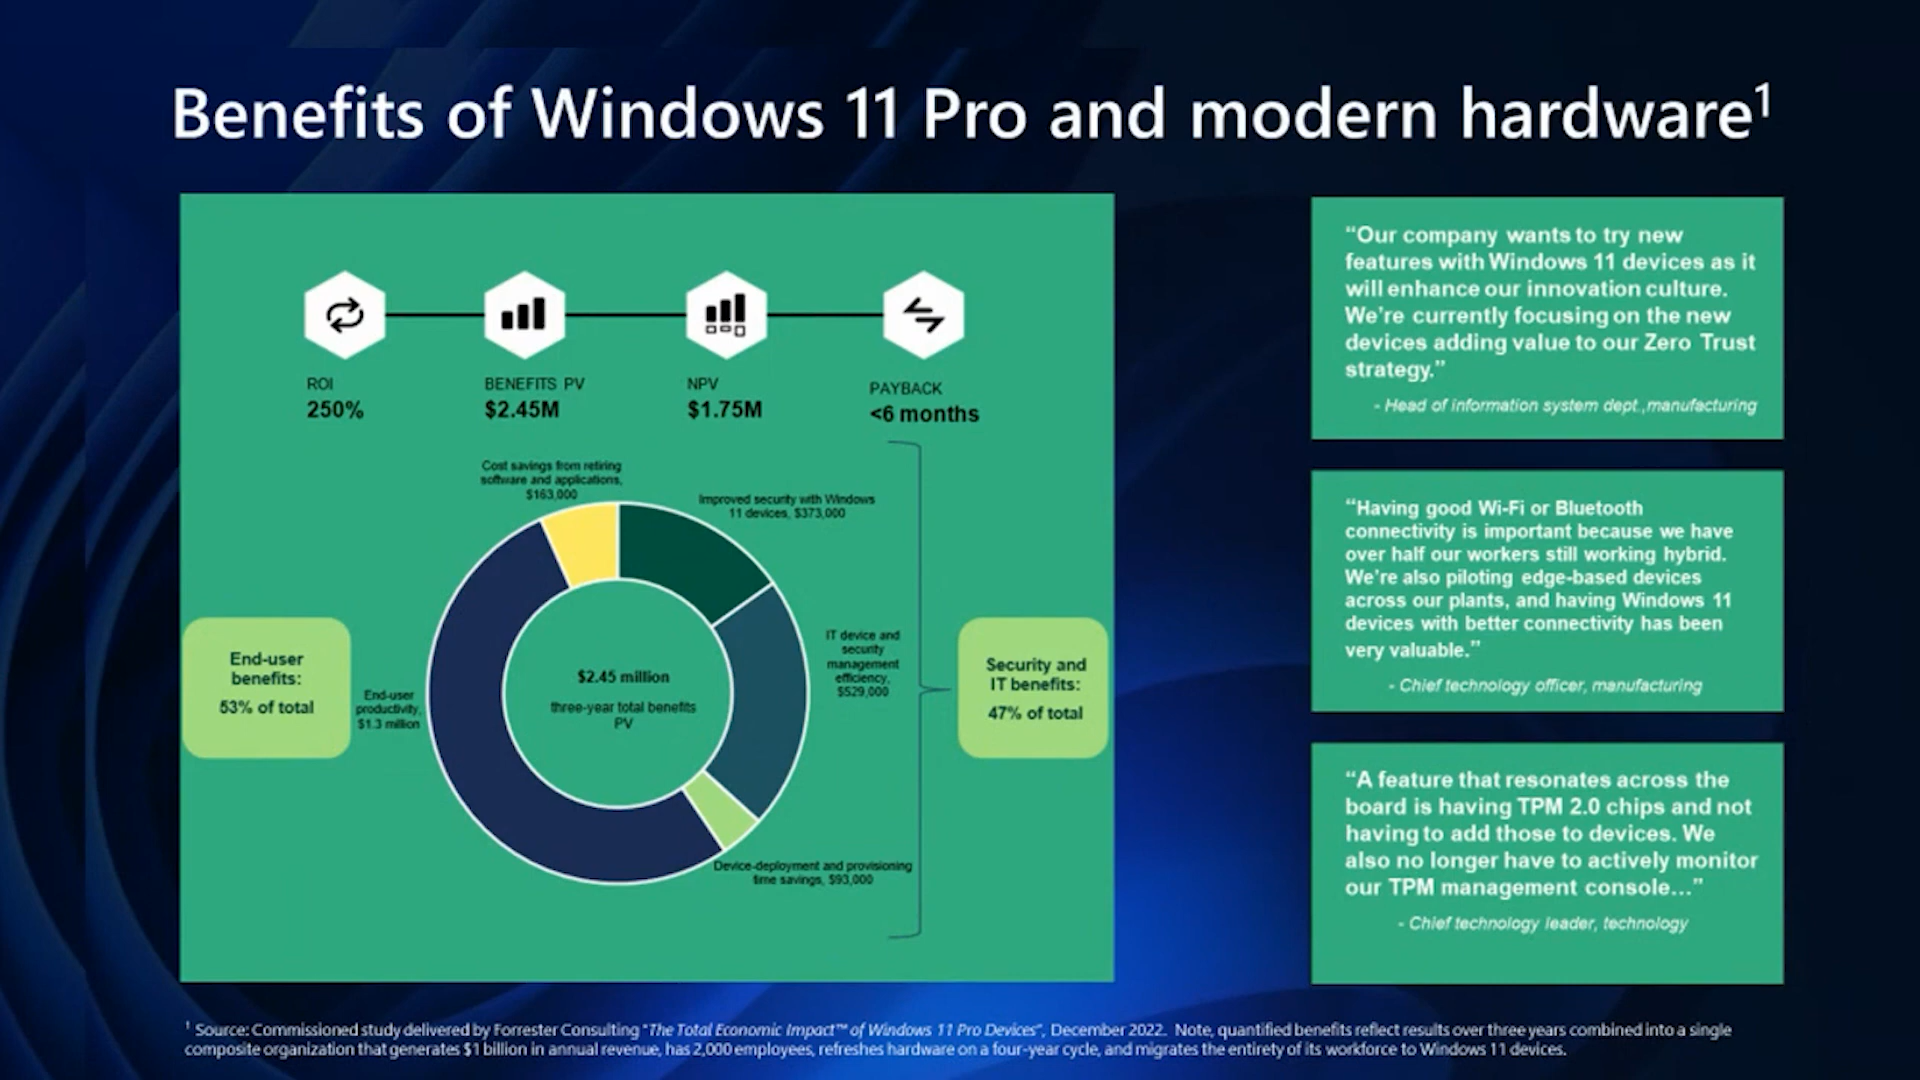 Benefits of Windows 11 Pro and modern hardware¹
ROI
250%
BENEFITS PV
$2.45M
NPV
$1.75M
PAYBACK
<6 months
Cost savings from retiring
software and applications,
$163,000
Improved security with Windows
11 devices, $373,000
IT device and
security
management
efficiency,
$529,000
Device-deployment and provisioning
time savings, $93,000
End-user
productivity,
$1.3 million
$2.45 million
three-year total benefits
PV
End-user
benefits:
53% of total
Security and
IT benefits:
47% of total
“Our company wants to try new
features with Windows 11 devices as it
will enhance our innovation culture.
We’re currently focusing on the new
devices adding value to our Zero Trust
strategy.”
- Head of information system dept.,manufacturing
“Having good Wi-Fi or Bluetooth
connectivity is important because we have
over half our workers still working hybrid.
We’re also piloting edge-based devices
across our plants, and having Windows 11
devices with better connectivity has been
very valuable.”
- Chief technology officer, manufacturing
“A feature that resonates across the
board is having TPM 2.0 chips and not
having to add those to devices. We
also no longer have to actively monitor
our TPM management console…”
- Chief technology leader, technology
¹ Source: Commissioned study delivered by Forrester Consulting "The Total Economic Impact™ of Windows 11 Pro Devices", December 2022. Note, quantified benefits reflect results over three years combined into a single
composite organization that generates $1 billion in annual revenue, has 2,000 employees, refreshes hardware on a four-year cycle, and migrates the entirety of its workforce to Windows 11 devices.